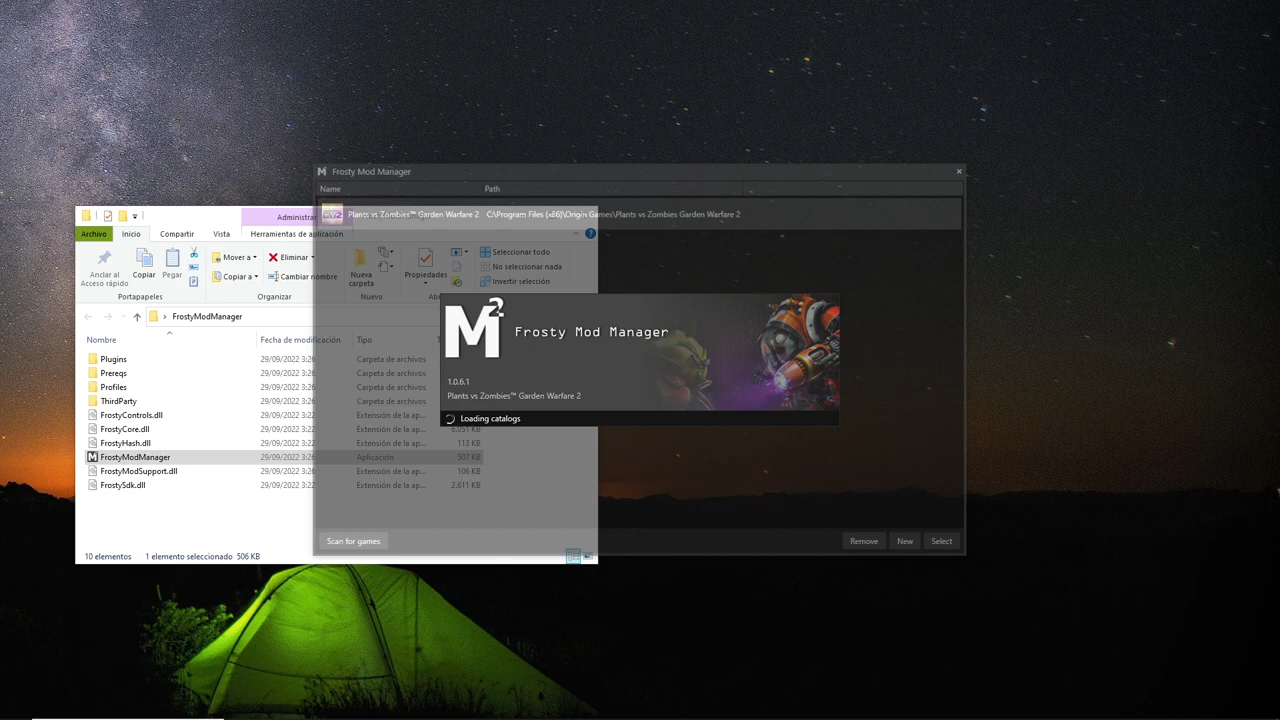 Frosty Mod Manager
Name Path
Plants vs Zombies™ Garden Warfare 2 C:\Program Files (x86)\Origin Games\Plants vs Zombies Garden Warfare 2
Administrar
Archivo Inicio Compartir Vista Herramientas de aplicación
Anclar al
Acceso rápido
Copiar
Pegar
Mover a
Copiar a
Eliminar
Cambiar nombre
Nueva
carpeta
Propiedades
Seleccionar todo
No seleccionar nada
Invertir selección
Portapapeles Organizar Nuevo
FrostyModManager
Nombre Fecha de modificación Tipo
Plugins 29/09/2022 3:26 Carpeta de archivos
Prereqs 29/09/2022 3:26 Carpeta de archivos
Profiles 29/09/2022 3:26 Carpeta de archivos
ThirdParty 29/09/2022 3:26 Carpeta de archivos
FrostyControls.dll 29/09/2022 3:22 Extensión de la ap...
FrostyCore.dll 29/09/2022 3:22 Extensión de la ap... 6,051 KB
FrostyHash.dll 29/09/2022 3:22 Extensión de la ap... 113 KB
FrostyModManager 29/09/2022 3:26 Aplicación 507 KB
FrostyModSupport.dll 29/09/2022 3:22 Extensión de la ap... 106 KB
FrostySdk.dll 29/09/2022 3:22 Extensión de la ap... 2,611 KB
10 elementos 1 elemento seleccionado 506 KB
M2 Frosty Mod Manager
1.0.6.1
Plants vs Zombies™ Garden Warfare 2
Loading catalogs
Scan for games Remove New Select